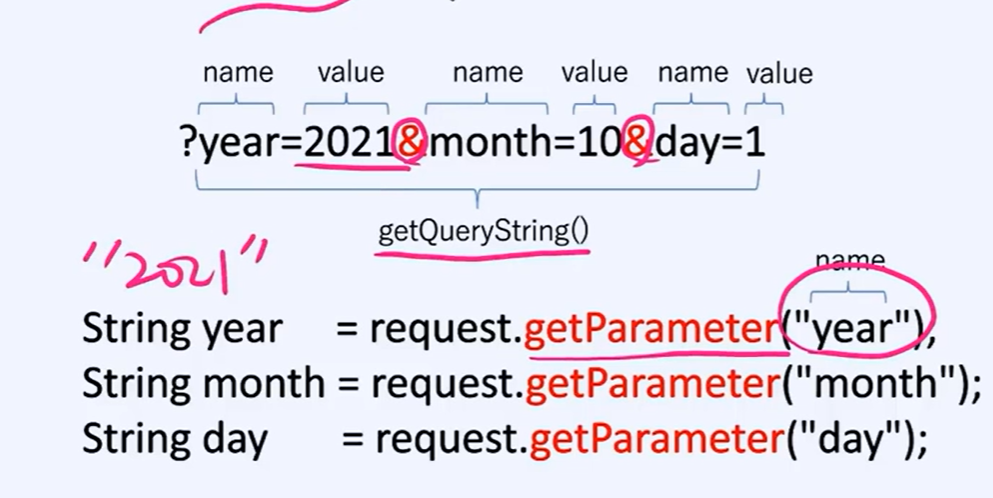 name value name value name value
?year=2021&month=10&day=1
getQueryString()
"2021"
name
String year = request.getParameter("year");
String month = request.getParameter("month");
String day = request.getParameter("day");